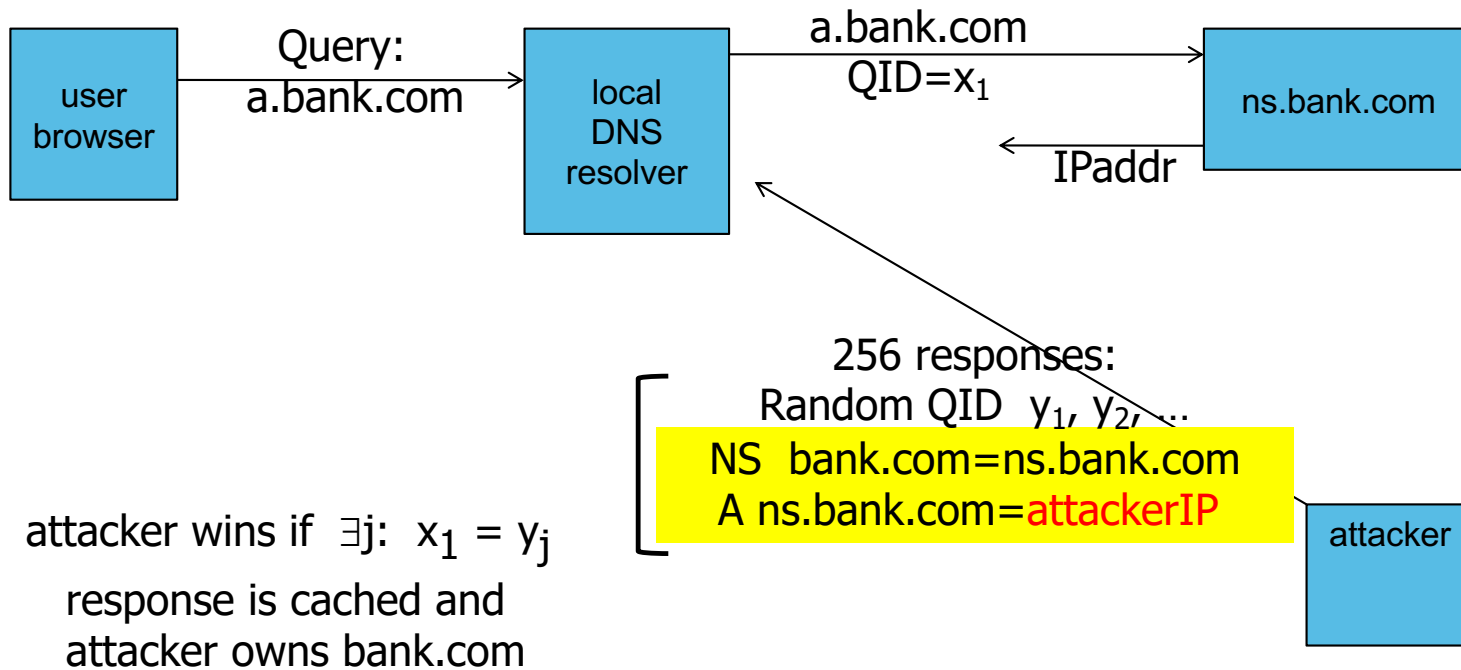 user
browser
Query:
a.bank.com
local
DNS
resolver
a.bank.com
QID=x₁
ns.bank.com
IPaddr
256 responses:
Random QID y₁, y₂, …
NS bank.com=ns.bank.com
A ns.bank.com=attackerIP
attacker
attacker wins if ∃j: x₁ = yⱼ
response is cached and
attacker owns bank.com